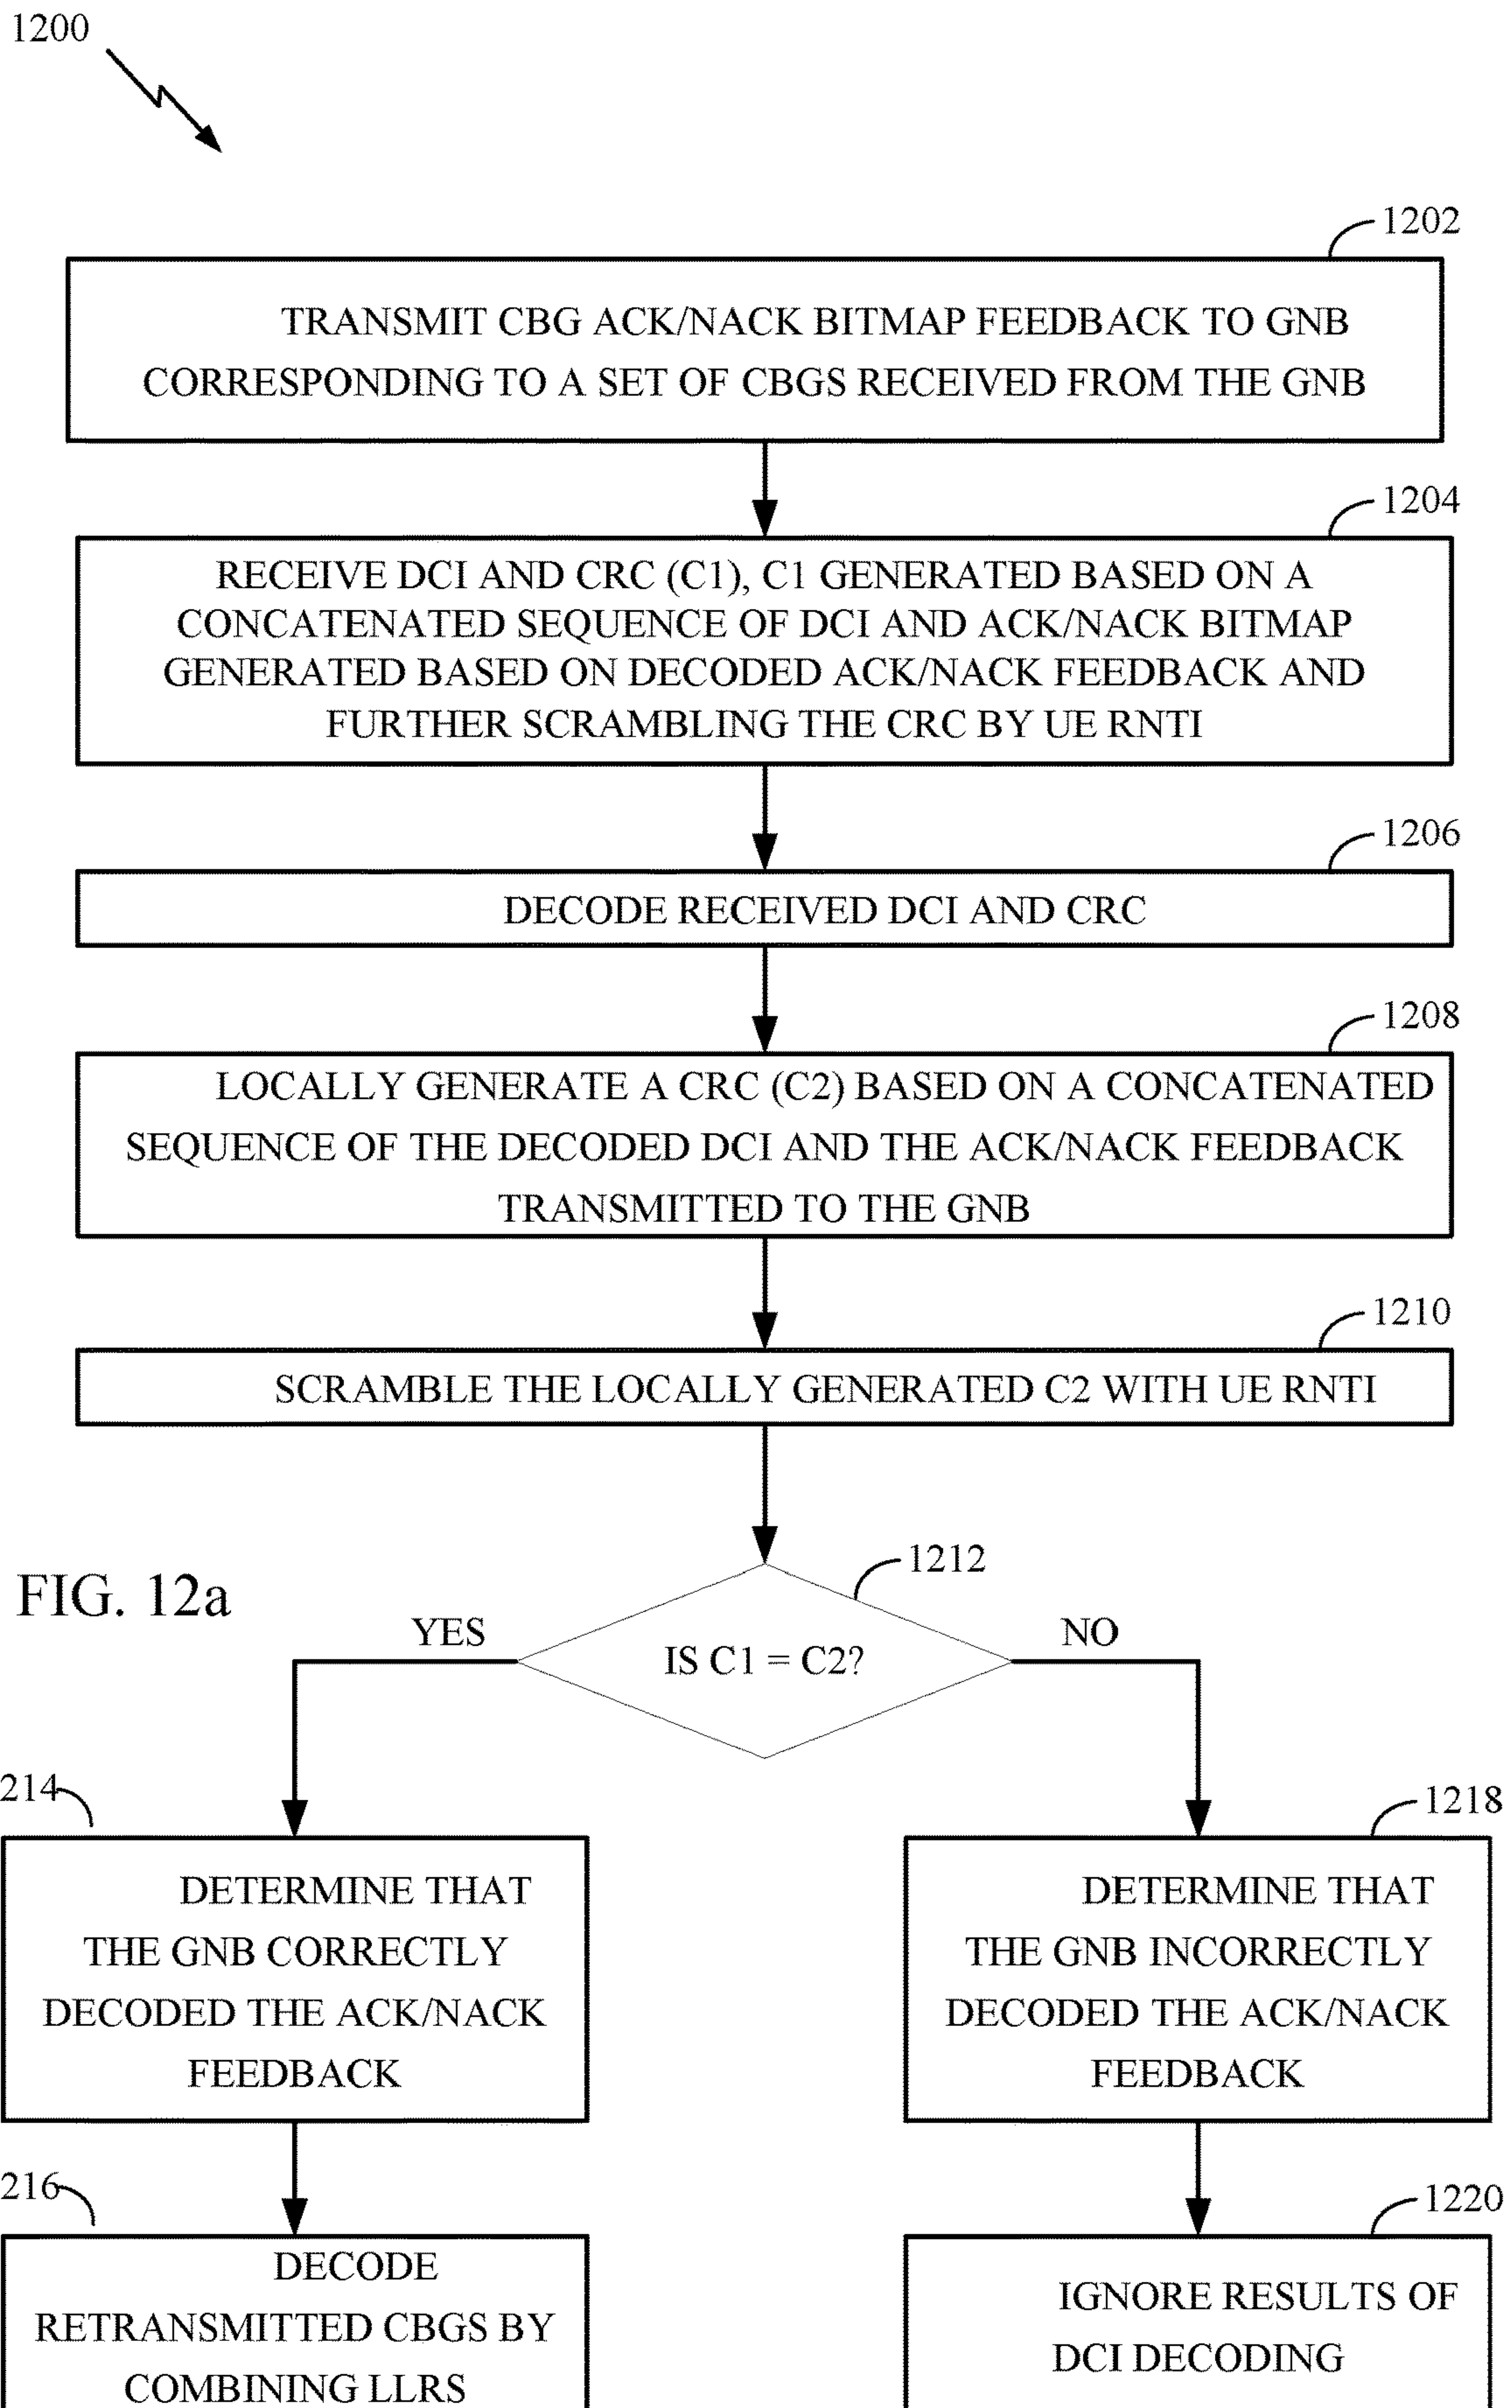 1200
1202
TRANSMIT CBG ACK/NACK BITMAP FEEDBACK TO GNB
CORRESPONDING TO A SET OF CBGS RECEIVED FROM THE GNB
1204
RECEIVE DCI AND CRC (C1), C1 GENERATED BASED ON A
CONCATENATED SEQUENCE OF DCI AND ACK/NACK BITMAP
GENERATED BASED ON DECODED ACK/NACK FEEDBACK AND
FURTHER SCRAMBLING THE CRC BY UE RNTI
1206
DECODE RECEIVED DCI AND CRC
1208
LOCALLY GENERATE A CRC (C2) BASED ON A CONCATENATED
SEQUENCE OF THE DECODED DCI AND THE ACK/NACK FEEDBACK
TRANSMITTED TO THE GNB
1210
SCRAMBLE THE LOCALLY GENERATED C2 WITH UE RNTI
1212
FIG. 12a
YES
IS C1 = C2?
NO
214
DETERMINE THAT
THE GNB CORRECTLY
DECODED THE ACK/NACK
FEEDBACK
1218
DETERMINE THAT
THE GNB INCORRECTLY
DECODED THE ACK/NACK
FEEDBACK
216
DECODE
RETRANSMITTED CBGS BY
COMBINING LLRS
1220
IGNORE RESULTS OF
DCI DECODING